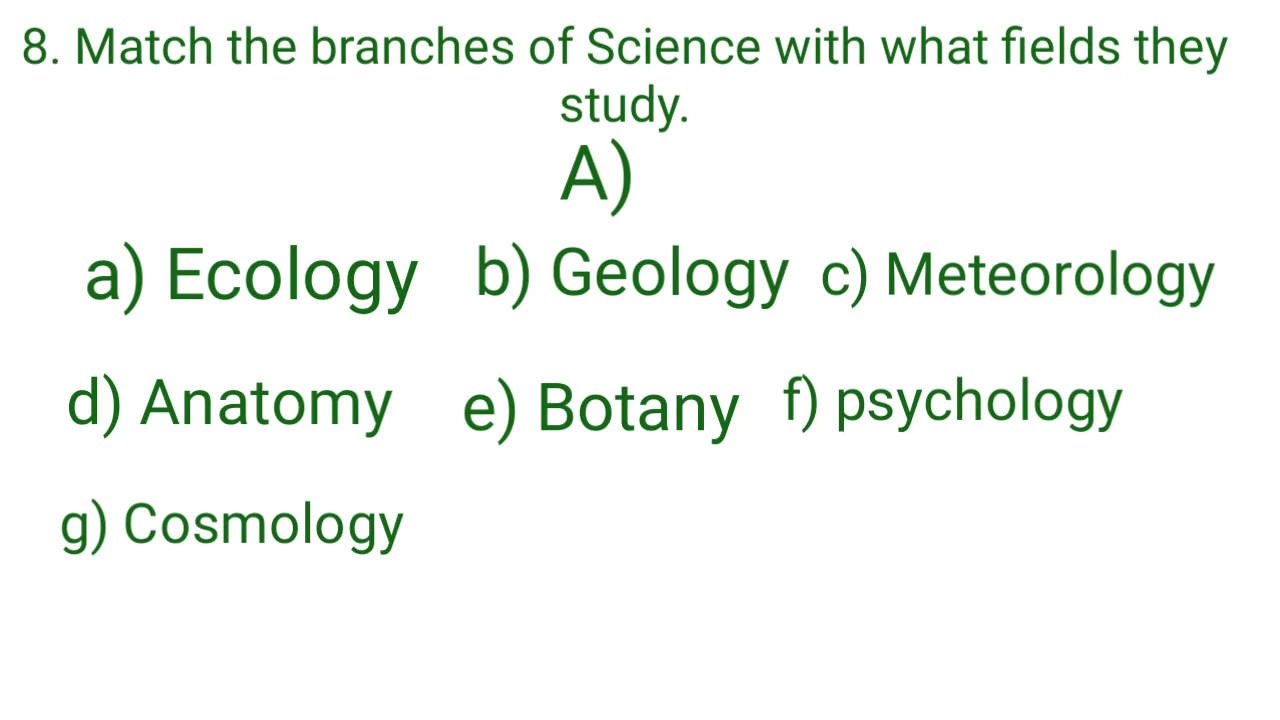 8. Match the branches of Science with what fields they
study.
A)
a) Ecology b) Geology c) Meteorology
d) Anatomy e) Botany f) psychology
g) Cosmology